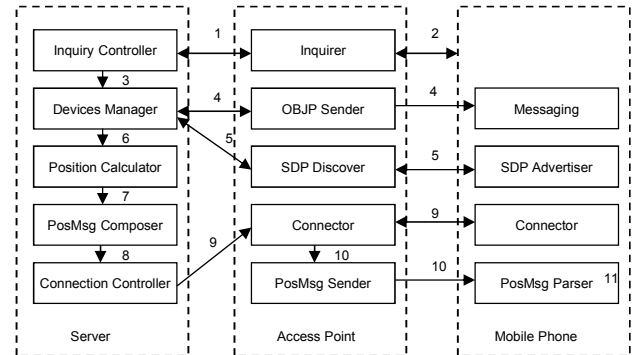 1
2
Inquiry Controller
Inquirer
3
Devices Manager
4
OBJP Sender
4
Messaging
6
5
Position Calculator
SDP Discover
5
SDP Advertiser
7
PosMsg Composer
9
Connector
9
Connector
8
10
Connection Controller
PosMsg Sender
10
PosMsg Parser
11
Server
Access Point
Mobile Phone